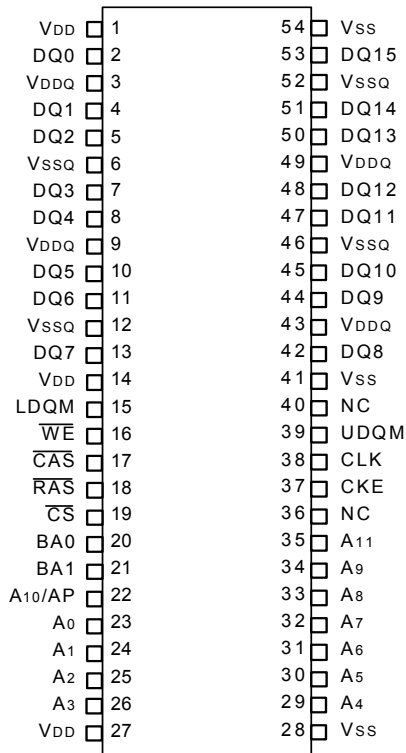 VDD 1 54 VSS
DQ0 2 53 DQ15
VDDQ 3 52 VSSQ
DQ1 4 51 DQ14
DQ2 5 50 DQ13
VSSQ 6 49 VDDQ
DQ3 7 48 DQ12
DQ4 8 47 DQ11
VDDQ 9 46 VSSQ
DQ5 10 45 DQ10
DQ6 11 44 DQ9
VSSQ 12 43 VDDQ
DQ7 13 42 DQ8
VDD 14 41 VSS
LDQM 15 40 NC
W̅E̅ 16 39 UDQM
C̅A̅S̅ 17 38 CLK
R̅A̅S̅ 18 37 CKE
C̅S̅ 19 36 NC
BA0 20 35 A11
BA1 21 34 A9
A10/AP 22 33 A8
A0 23 32 A7
A1 24 31 A6
A2 25 30 A5
A3 26 29 A4
VDD 27 28 VSS